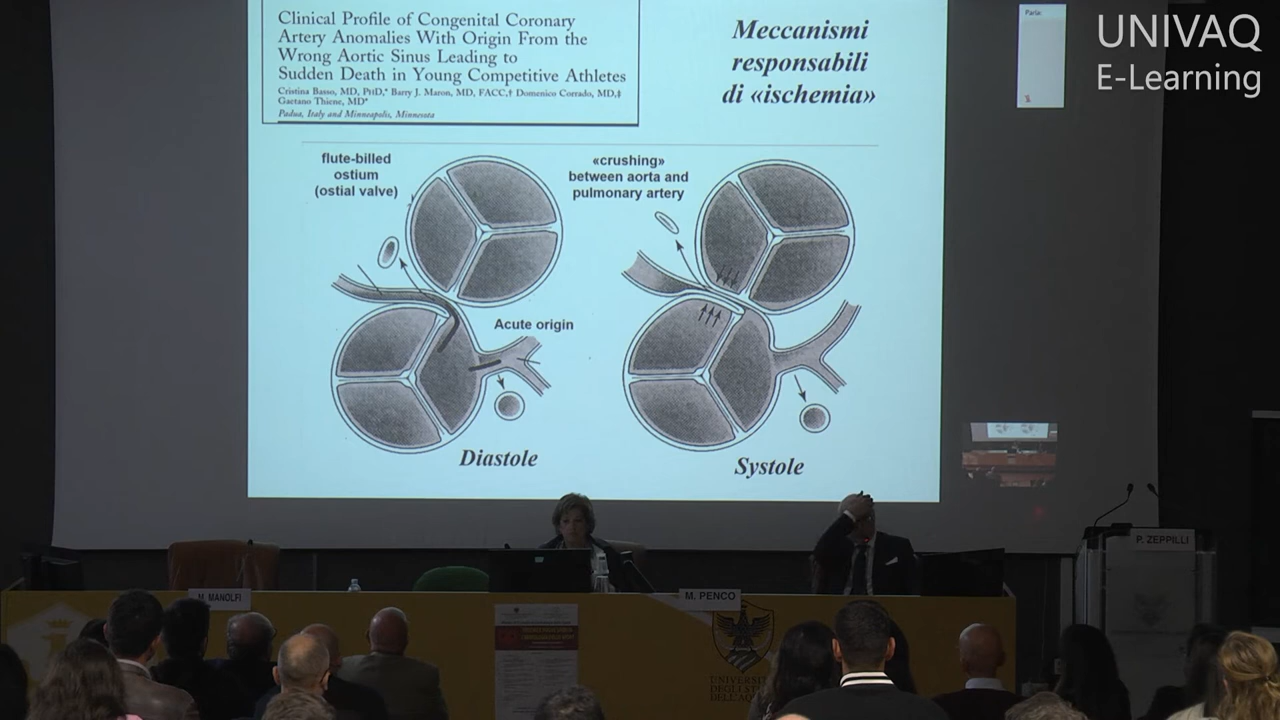 Clinical Profile of Congenital Coronary
Artery Anomalies With Origin From the
Wrong Aortic Sinus Leading to
Sudden Death in Young Competitive Athletes
Cristina Basso, MD, PHD,* Barry J. Maron, MD, FACC,† Domenico Corrado, MD,‡
Gaetano Thiene, MD*
Padua, Italy and Minneapolis, Minnesota
Meccanismi
responsabili
di «ischemia»
flute-billed
ostium
(ostial valve)
«crushing»
between aorta and
pulmonary artery
Acute origin
Diastole
Systole
UNIVAQ
E-Learning
P. ZEPPILLI
M. MANOLFI
M. PENCO